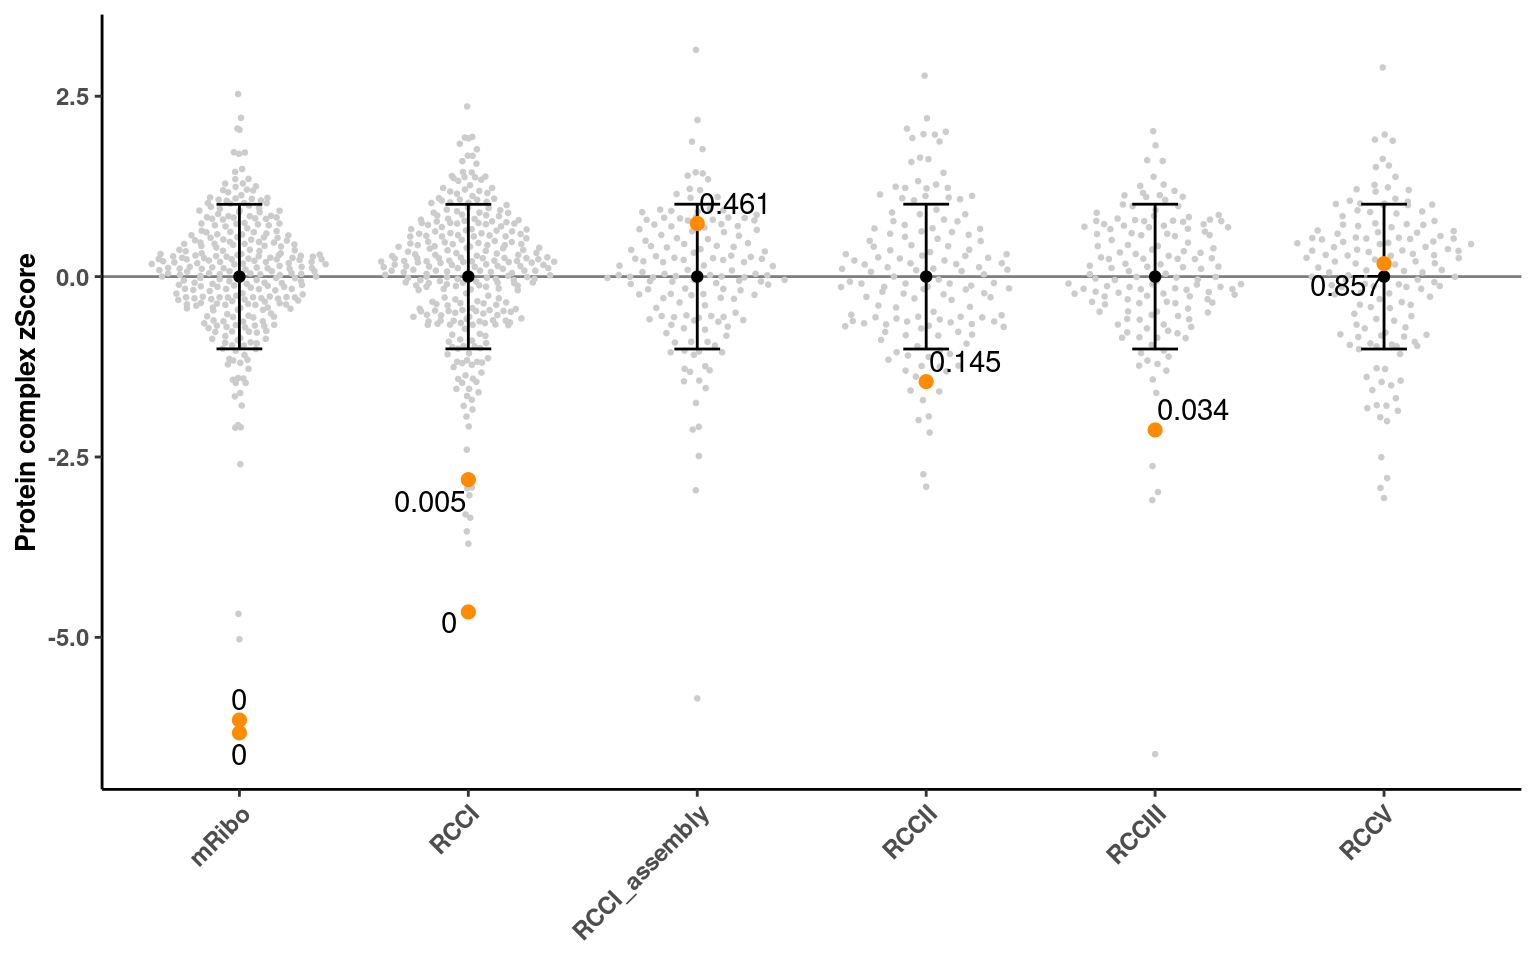 2.5
0.0
-2.5
-5.0
Protein complex zScore
0.461
0.857
0.145
0.034
0.005
0
0
0
mRibo
RCCI
RCCI_assembly
RCCII
RCCIII
RCCV